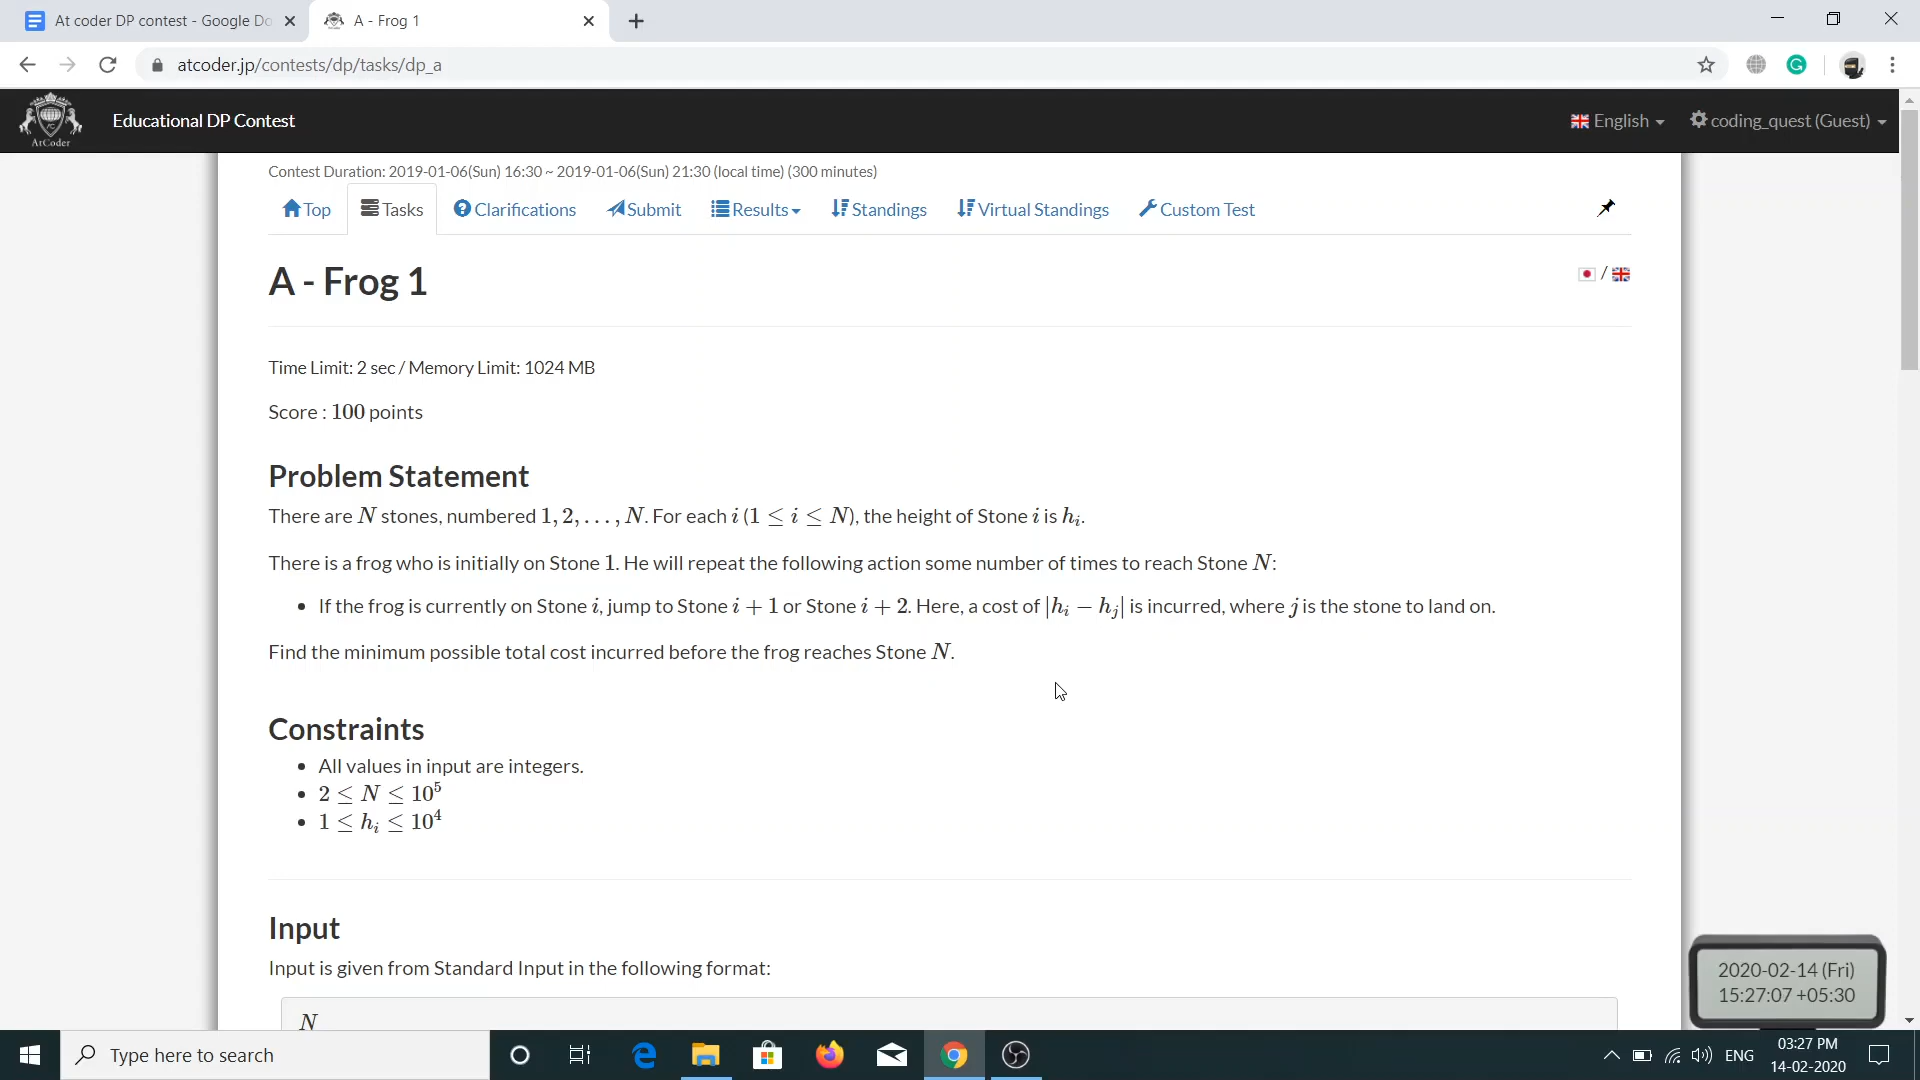 At coder DP contest - Google Do
A - Frog 1
atcoder.jp/contests/dp/tasks/dp_a
AtCoder
Educational DP Contest
English
coding_quest (Guest)
Contest Duration: 2019-01-06(Sun) 16:30 ~ 2019-01-06(Sun) 21:30 (local time) (300 minutes)
Top
Tasks
Clarifications
Submit
Results
Standings
Virtual Standings
Custom Test
A - Frog 1
/
Time Limit: 2 sec / Memory Limit: 1024 MB
Score : 100 points
Problem Statement
There are N stones, numbered 1, 2, . . . , N. For each i (1 ≤ i ≤ N), the height of Stone i is hᵢ.
There is a frog who is initially on Stone 1. He will repeat the following action some number of times to reach Stone N:
• If the frog is currently on Stone i, jump to Stone i + 1 or Stone i + 2. Here, a cost of |hᵢ − hⱼ| is incurred, where j is the stone to land on.
Find the minimum possible total cost incurred before the frog reaches Stone N.
Constraints
• All values in input are integers.
• 2 ≤ N ≤ 10⁵
• 1 ≤ hᵢ ≤ 10⁴
Input
Input is given from Standard Input in the following format:
N
2020-02-14 (Fri)
15:27:07 +05:30
Type here to search
ENG
03:27 PM
14-02-2020